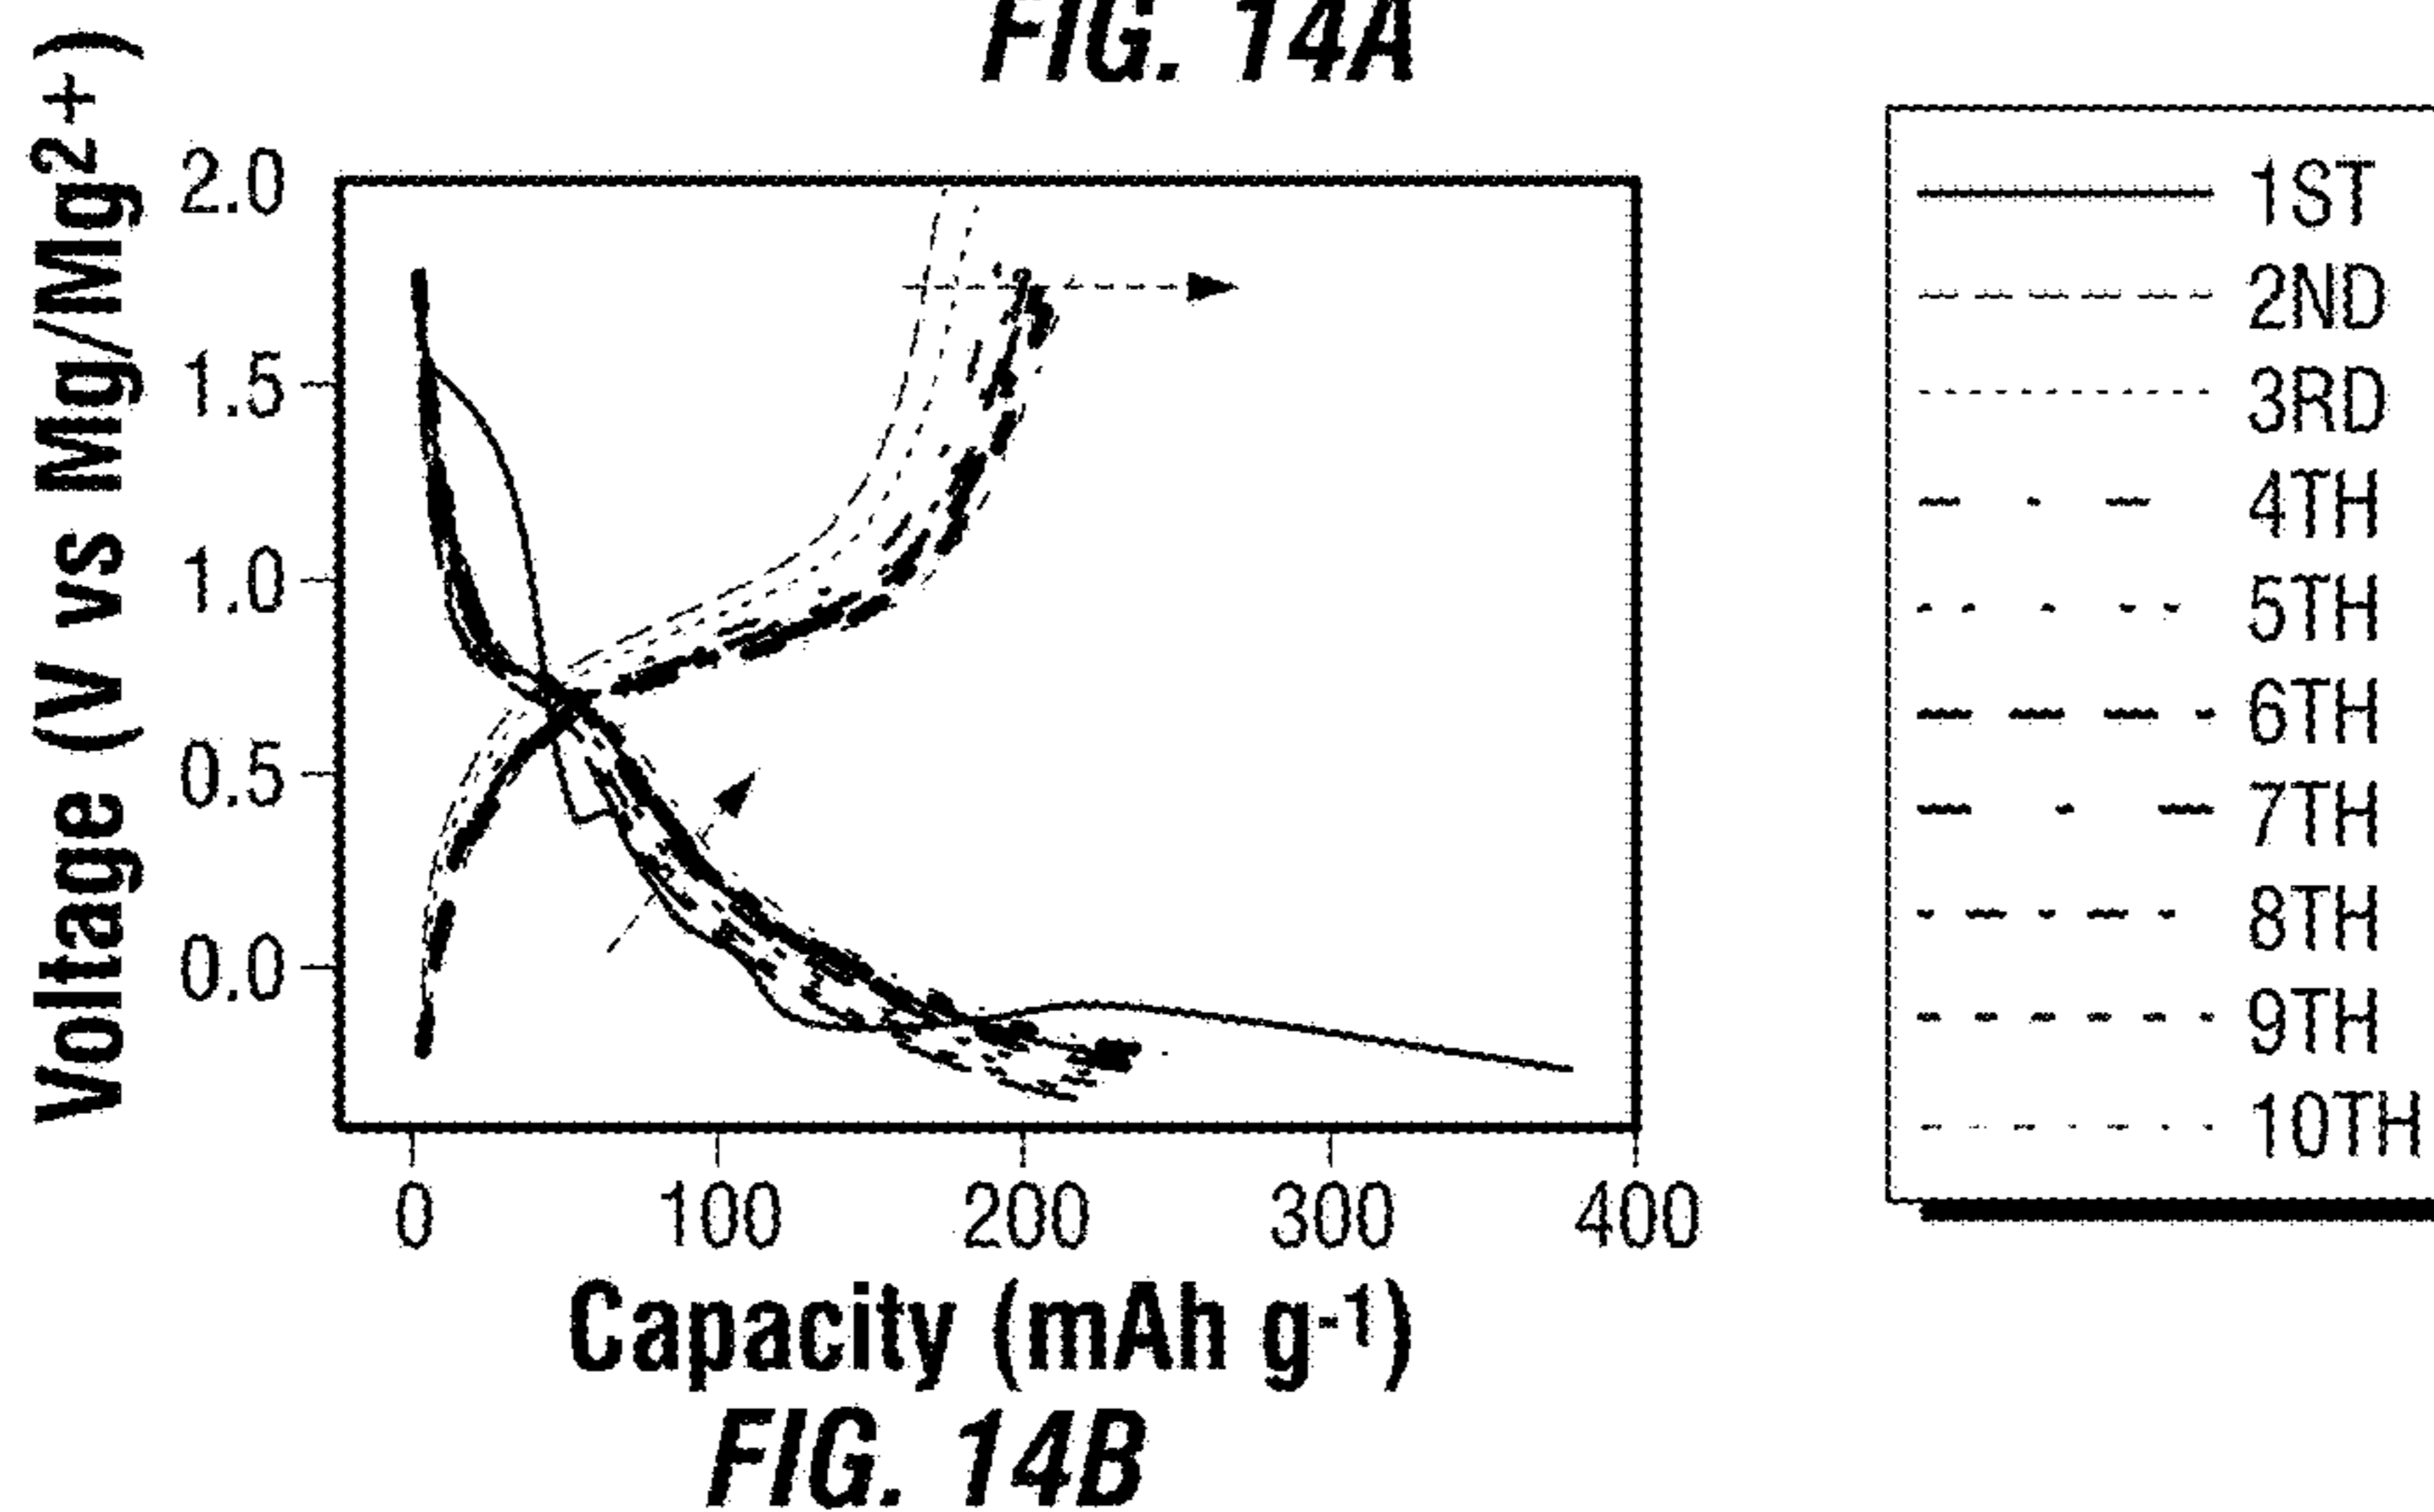 FIG. 14A
Voltage (V vs Mg/Mg2+)
2.0
1.5
1.0
0.5
0.0
0 100 200 300 400
Capacity (mAh g-1)
FIG. 14B
1ST
2ND
3RD
4TH
5TH
6TH
7TH
8TH
9TH
10TH